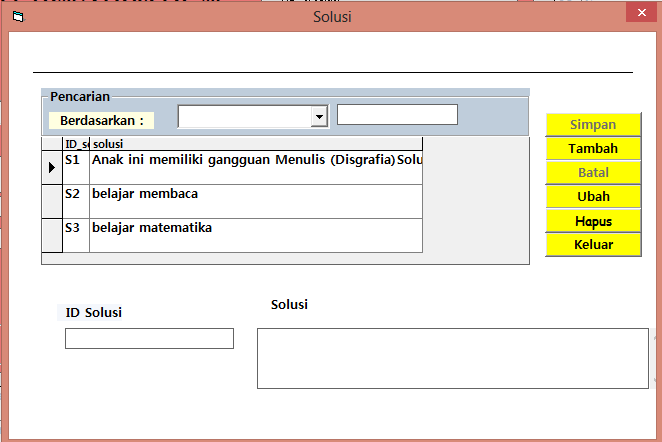 Solusi
Pencarian
Berdasarkan :
solusi
S1 Anak ini memiliki gangguan Menulis (Disgrafia)Solu
S2 belajar membaca
S3 belajar matematika
Simpan
Tambah
Batal
Ubah
Hapus
Keluar
ID Solusi
Solusi